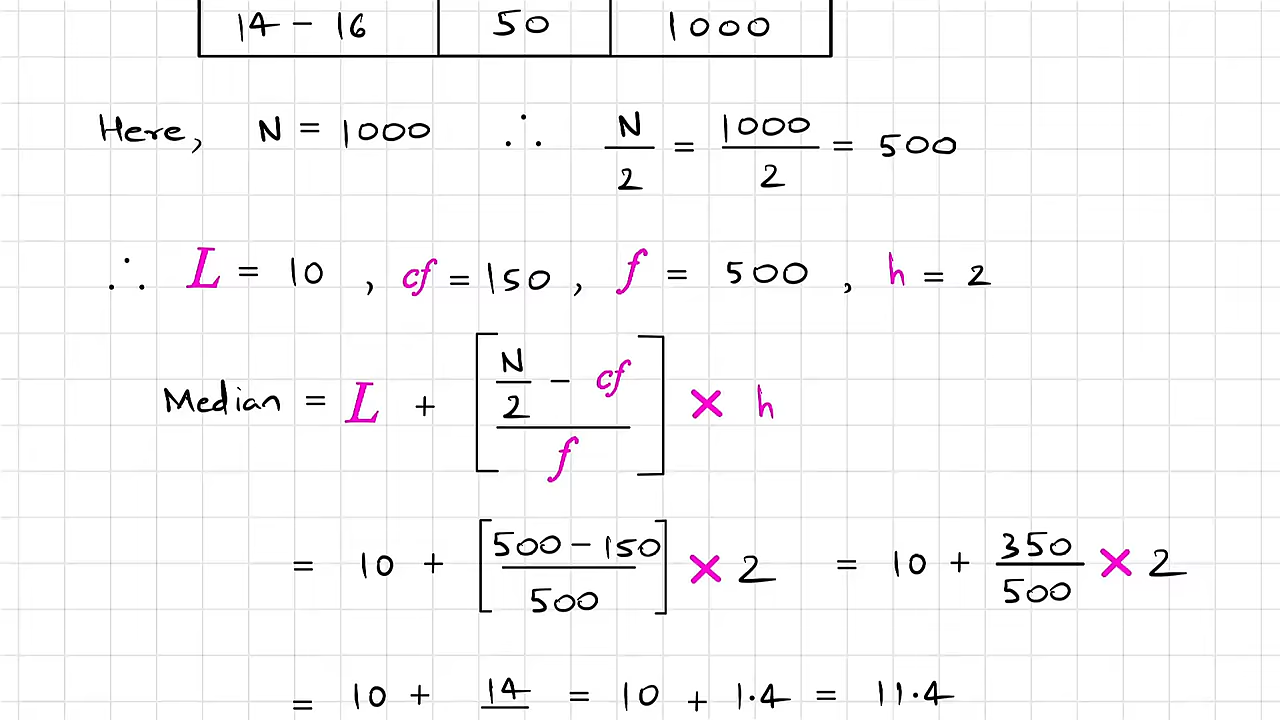 14 - 16 50 1000
Here, N = 1000 ∴ N/2 = 1000/2 = 500
∴ L = 10 , cf = 150 , f = 500 , h = 2
Median = L + [(N/2 - cf)/f] × h
= 10 + [(500 - 150)/500] × 2 = 10 + 350/500 × 2
= 10 + 14/ = 10 + 1.4 = 11.4